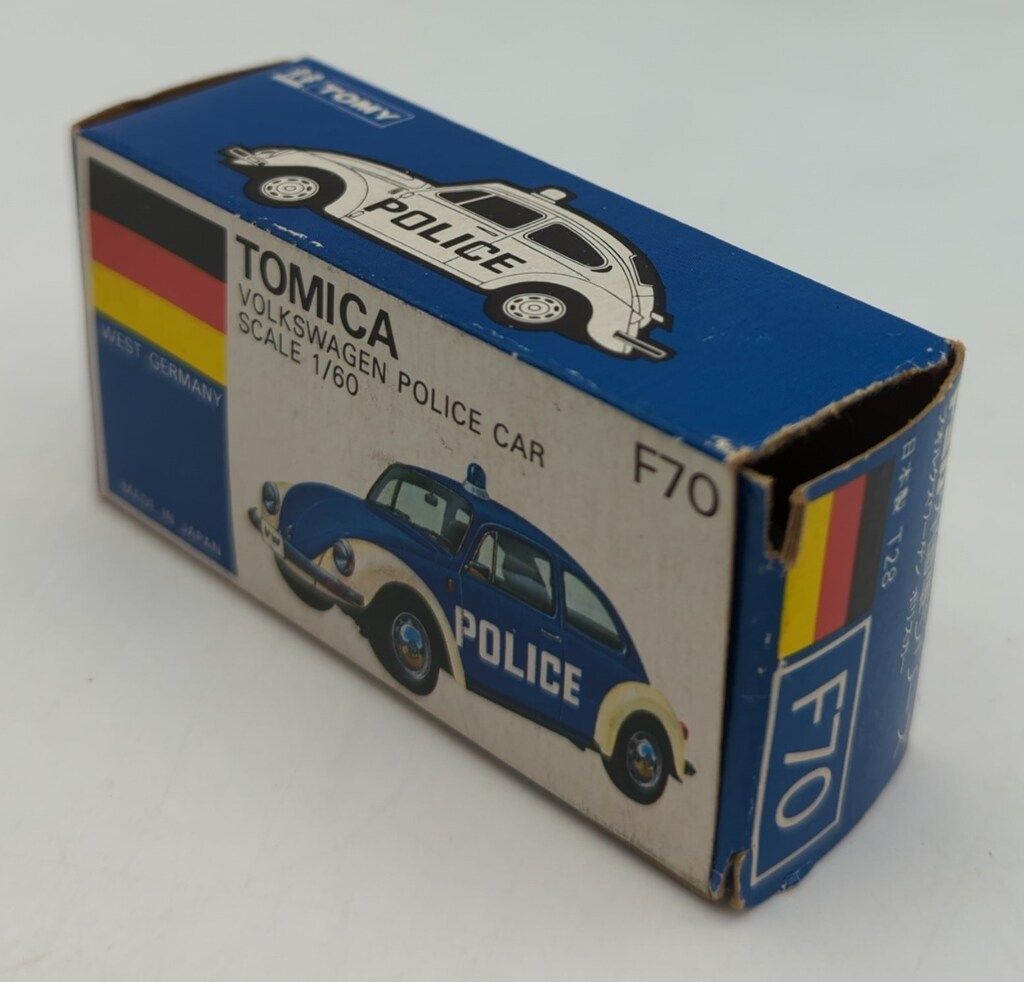 TOMY
POLICE
TOMICA
VOLKSWAGEN POLICE CAR
SCALE 1/60
F70
WEST GERMANY
MADE IN JAPAN
VW
POLICE
日本製 T28
F70